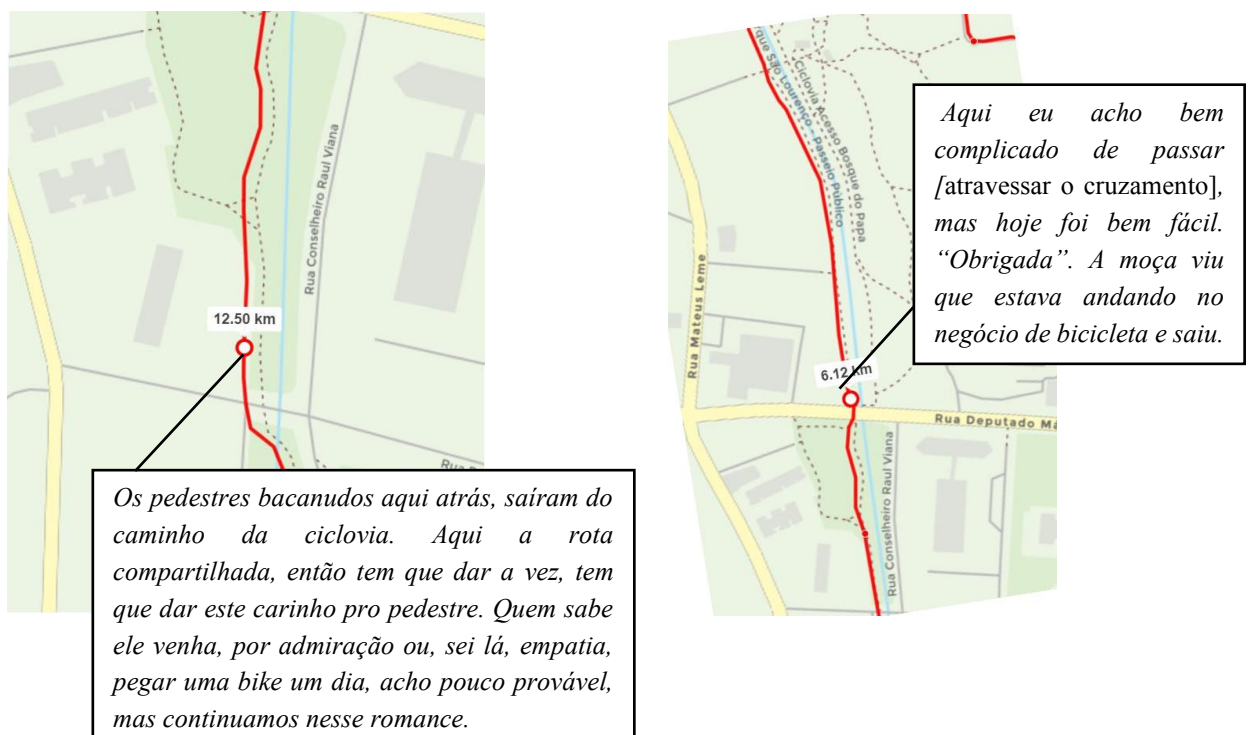 Rua Conselheiro Raul Viana
12.50 km
Os pedestres bacanudos aqui atrás, saíram do
caminho da ciclovia. Aqui a rota
compartilhada, então tem que dar a vez, tem
que dar este carinho pro pedestre. Quem sabe
ele venha, por admiração ou, sei lá, empatia,
pegar uma bike um dia, acho pouco provável,
mas continuamos nesse romance.
rque São Lourenço - Passeio Público
Ciclovia Acesso Bosque do Papa
Rua Mateus Leme
6.12 km
Rua Deputado Ma
Rua Conselheiro Raul Viana
Aqui eu acho bem
complicado de passar
[atravessar o cruzamento],
mas hoje foi bem fácil.
“Obrigada”. A moça viu
que estava andando no
negócio de bicicleta e saiu.